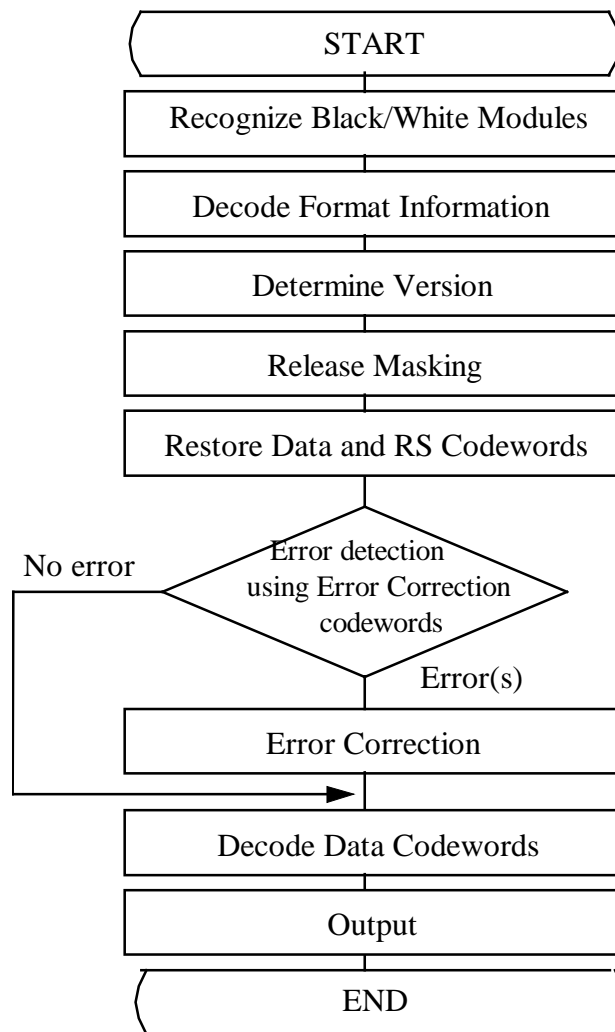 START
Recognize Black/White Modules
Decode Format Information
Determine Version
Release Masking
Restore Data and RS Codewords
Error detection
using Error Correction
codewords
No error
Error(s)
Error Correction
Decode Data Codewords
Output
END